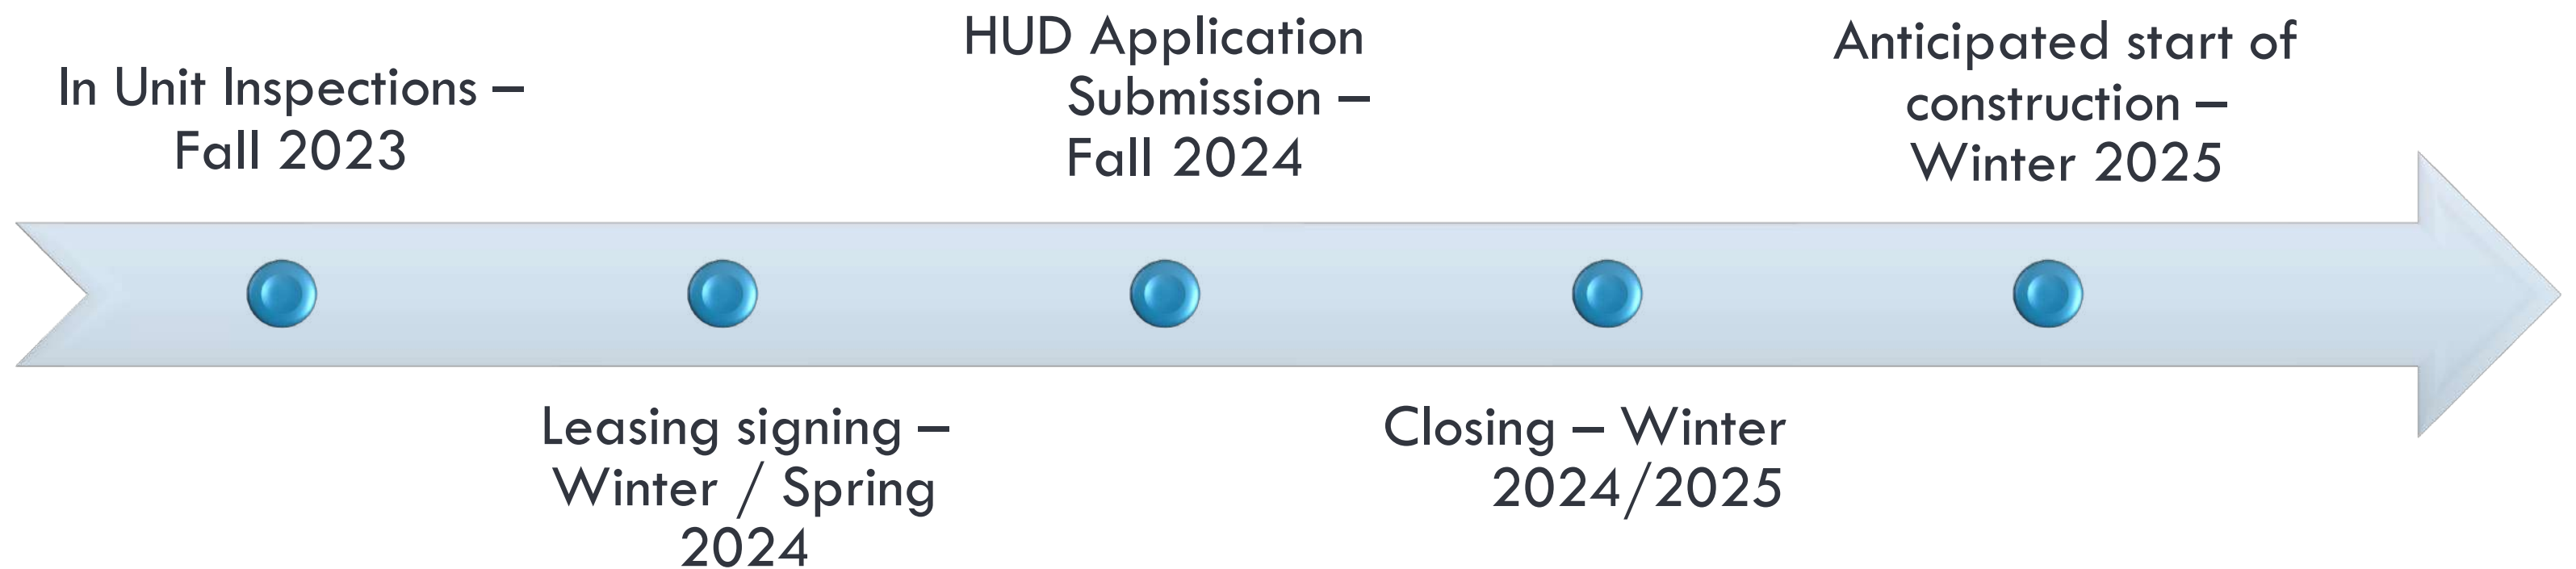 In Unit Inspections –
Fall 2023
Leasing signing –
Winter / Spring
2024
HUD Application
Submission –
Fall 2024
Closing – Winter
2024/2025
Anticipated start of
construction –
Winter 2025